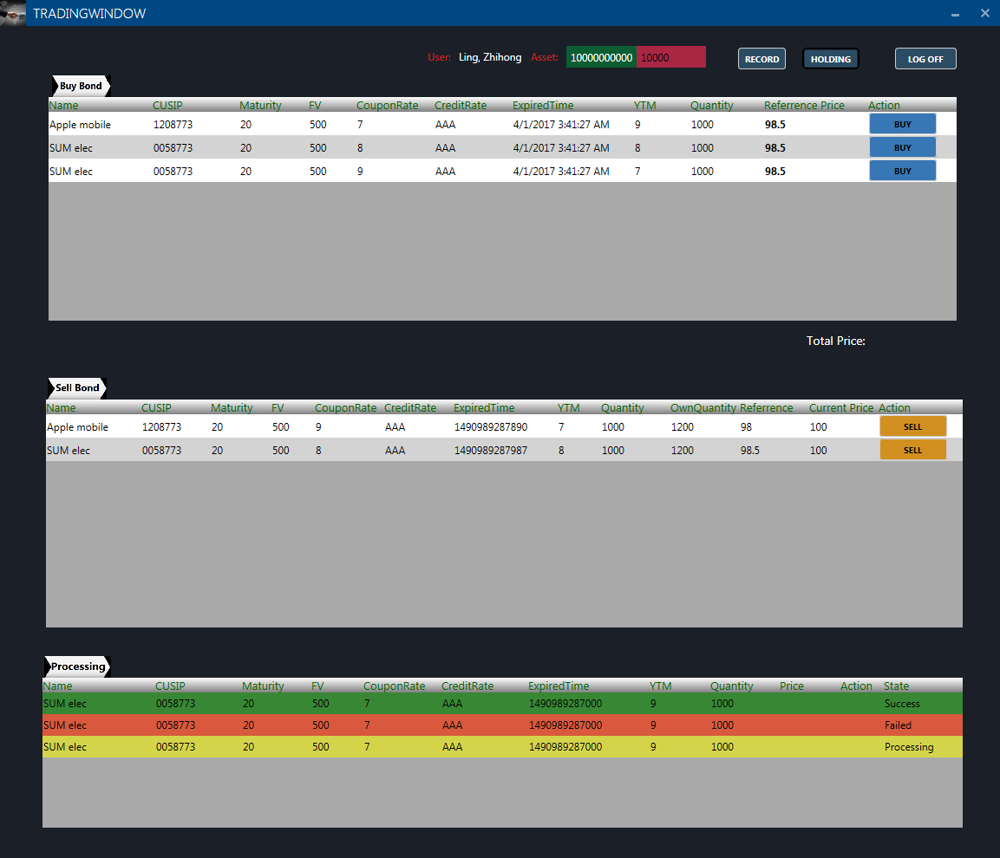 TRADINGWINDOW
User: Ling, Zhihong Asset: 10000000000 10000 RECORD HOLDING LOG OFF
Buy Bond
Name CUSIP Maturity FV CouponRate CreditRate ExpiredTime YTM Quantity Referrence Price Action
Apple mobile 1208773 20 500 7 AAA 4/1/2017 3:41:27 AM 9 1000 98.5 BUY
SUM elec 0058773 20 500 8 AAA 4/1/2017 3:41:27 AM 8 1000 98.5 BUY
SUM elec 0058773 20 500 9 AAA 4/1/2017 3:41:27 AM 7 1000 98.5 BUY
Total Price:
Sell Bond
Name CUSIP Maturity FV CouponRate CreditRate ExpiredTime YTM Quantity OwnQuantity Referrence Current Price Action
Apple mobile 1208773 20 500 9 AAA 1490989287890 7 1000 1200 98 100 SELL
SUM elec 0058773 20 500 8 AAA 1490989287987 8 1000 1200 98.5 100 SELL
Processing
Name CUSIP Maturity FV CouponRate CreditRate ExpiredTime YTM Quantity Price Action State
SUM elec 0058773 20 500 7 AAA 1490989287000 9 1000 Success
SUM elec 0058773 20 500 7 AAA 1490989287000 9 1000 Failed
SUM elec 0058773 20 500 7 AAA 1490989287000 9 1000 Processing